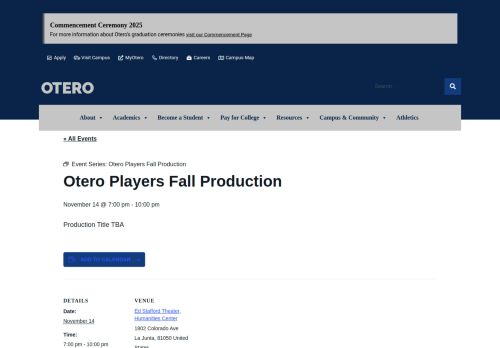 Commencement Ceremony 2025
For more information about Otero's graduation ceremonies visit our Commencement Page
Apply Visit Campus MyOtero Directory Careers Campus Map
OTERO
Search
About Academics Become a Student Pay for College Resources Campus & Community Athletics
« All Events
Event Series: Otero Players Fall Production
Otero Players Fall Production
November 14 @ 7:00 pm - 10:00 pm
Production Title TBA
ADD TO CALENDAR
DETAILS
Date:
November 14
Time:
7:00 pm - 10:00 pm
VENUE
Ed Stafford Theater,
Humanities Center
1802 Colorado Ave
La Junta, 81050 United
States